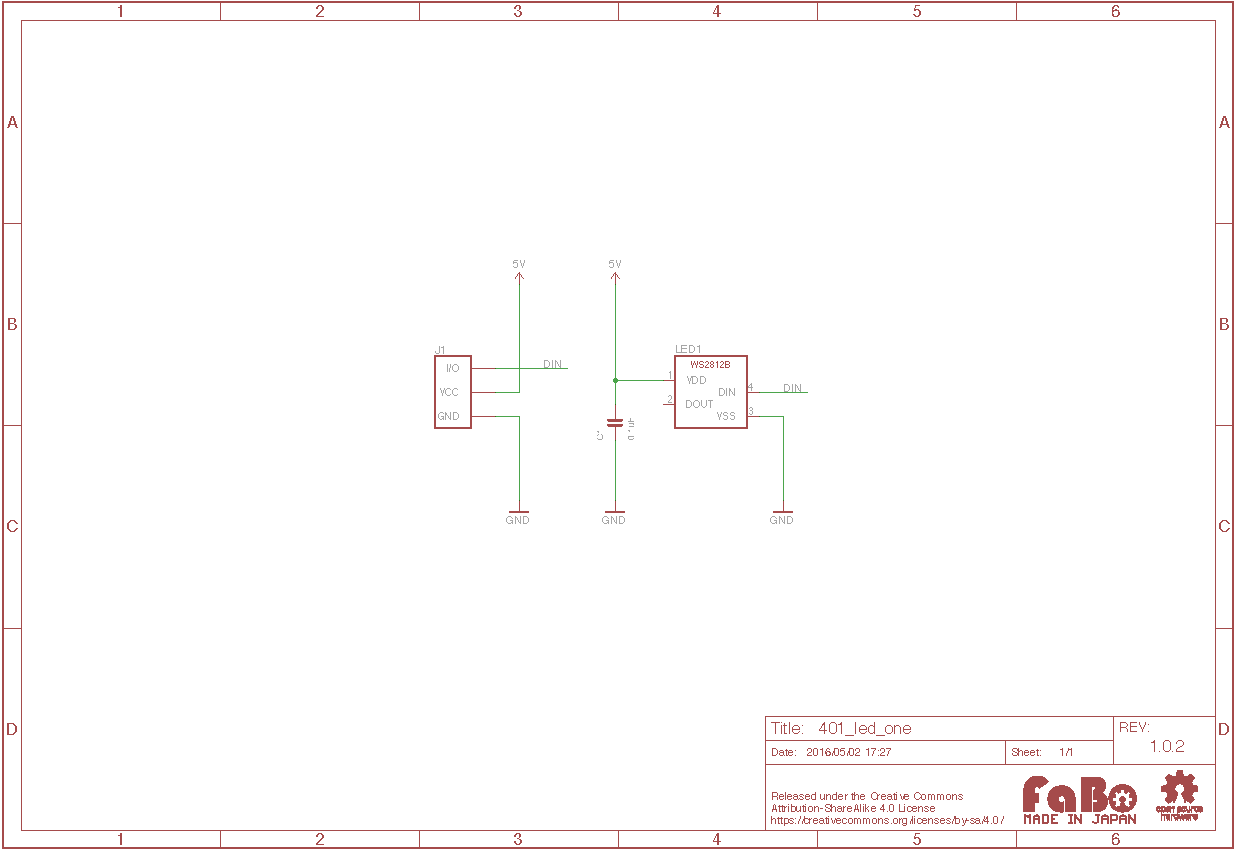 1 2 3 4 5 6
A A
B B
C C
D D
5V 5V
J1
I/O
VCC
GND
DIN
LED1
WS2812B
1 VDD
DIN 4
2 DOUT
VSS 3
DIN
GND GND GND
Title: 401_led_one
REV:
1.0.2
Date: 2016/05/02 17:27
Sheet: 1/1
Released under the Creative Commons
Attribution-ShareAlike 4.0 License
https://creativecommons.org/licenses/by-sa/4.0/
FaBo
MADE IN JAPAN
open source
hardware
1 2 3 4 5 6